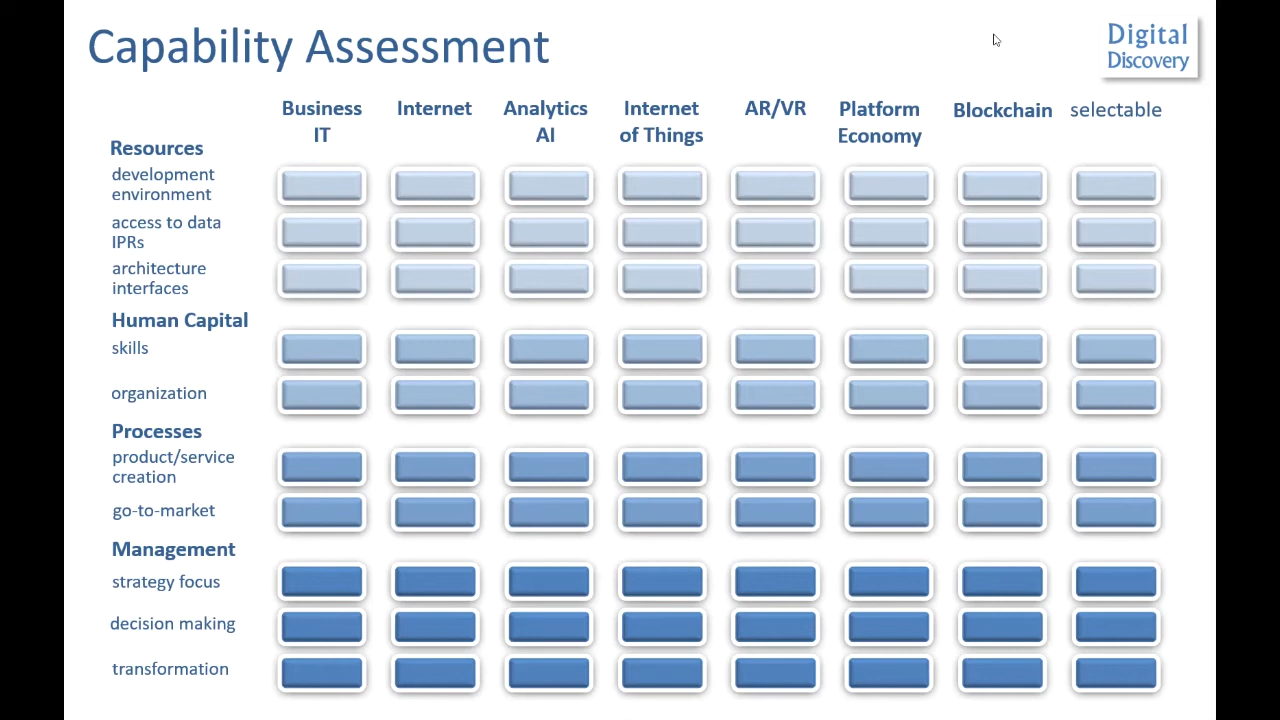 Capability Assessment
Digital
Discovery
Business
IT
Internet
Analytics
AI
Internet
of Things
AR/VR
Platform
Economy
Blockchain
selectable
Resources
development
environment
access to data
IPRs
architecture
interfaces
Human Capital
skills
organization
Processes
product/service
creation
go-to-market
Management
strategy focus
decision making
transformation